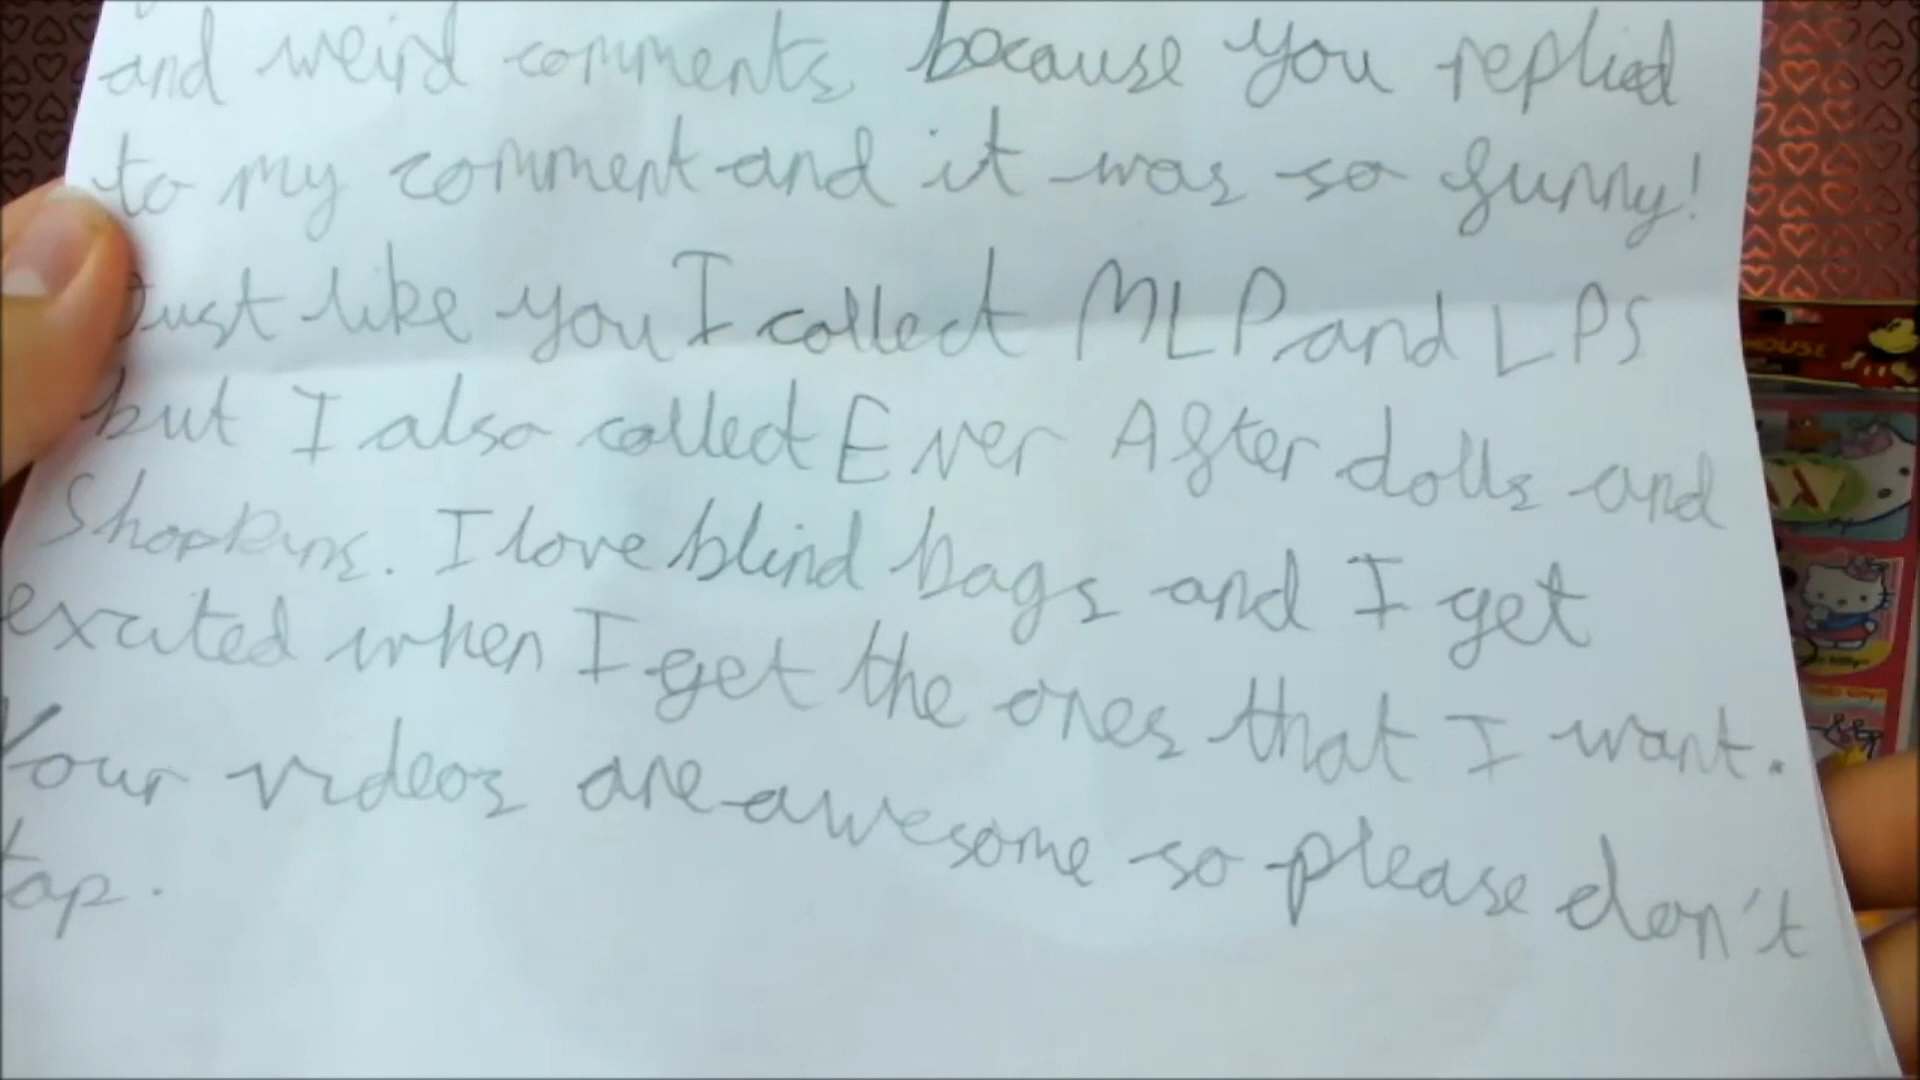 and weird comments because you replied
to my comment and it was so funny!
Just like you I collect MLP and LPS
but I also collect Ever After dolls and
Shopkins. I love blind bags and I get
excited when I get the ones that I want.
Your videos are awesome so please don't
top.
HOUSE